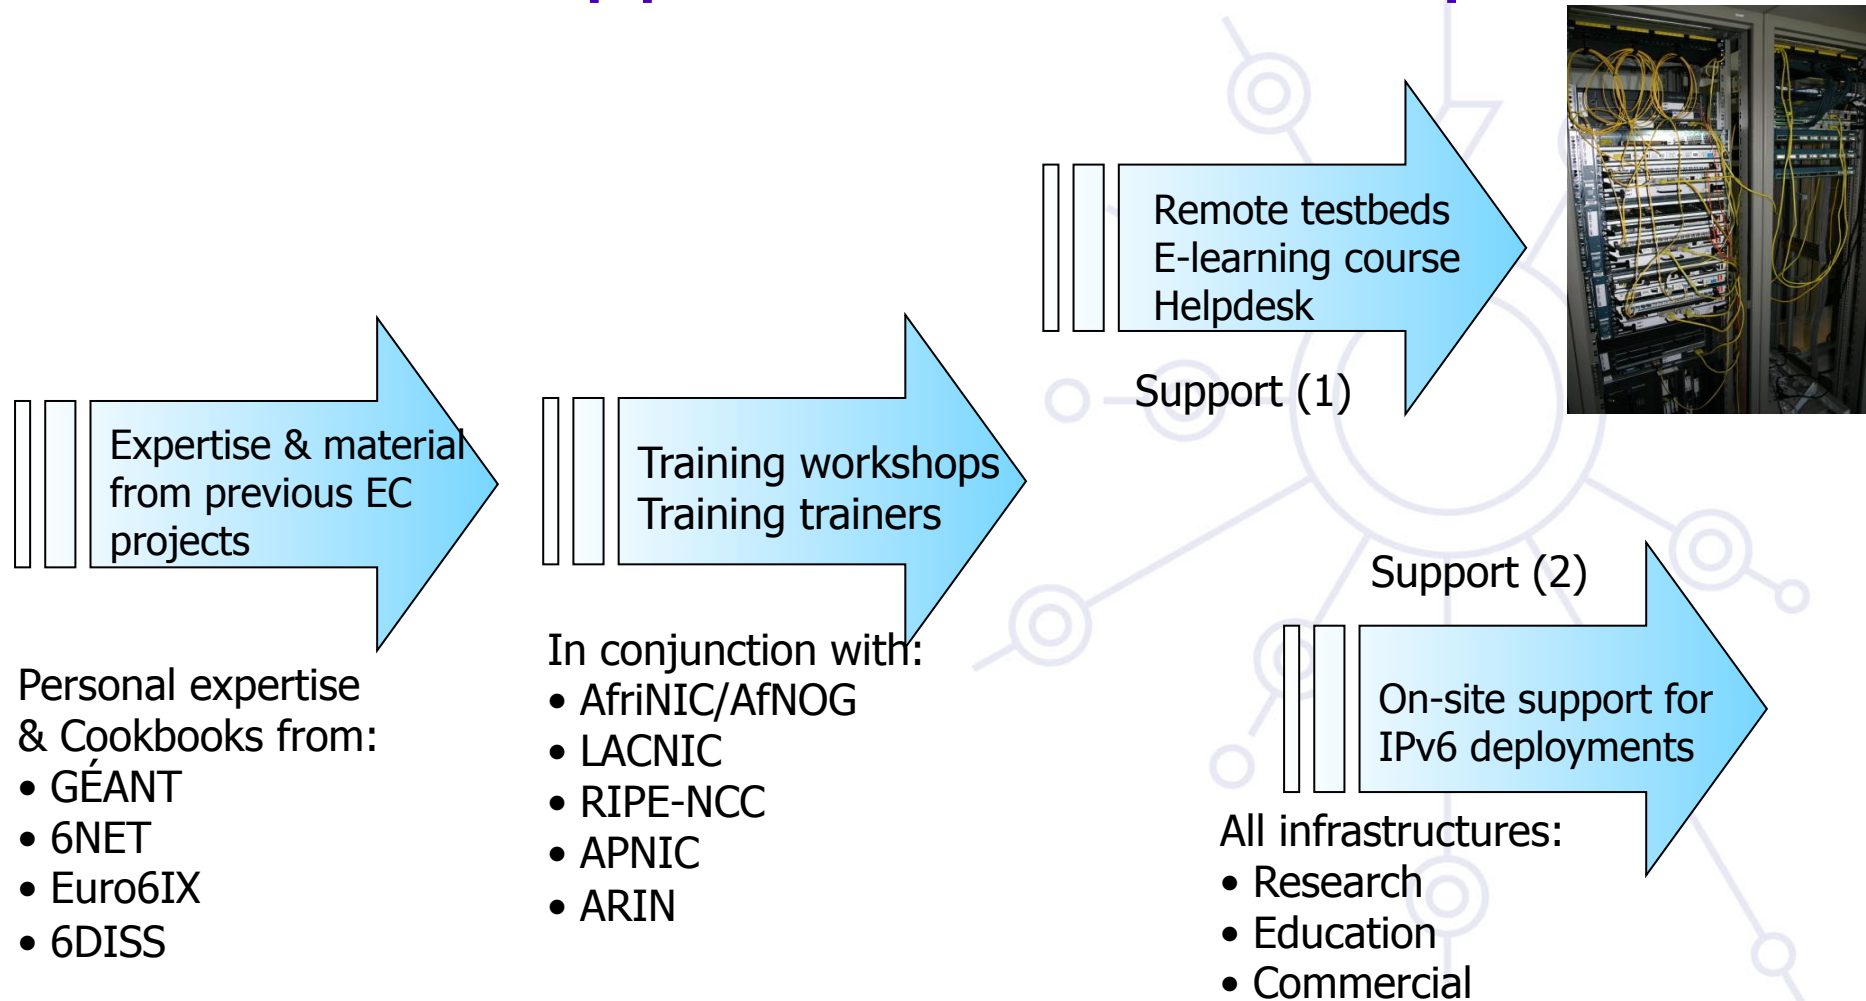 Expertise & material
from previous EC
projects
Personal expertise
& Cookbooks from:
• GÉANT
• 6NET
• Euro6IX
• 6DISS
Training workshops
Training trainers
In conjunction with:
• AfriNIC/AfNOG
• LACNIC
• RIPE-NCC
• APNIC
• ARIN
Remote testbeds
E-learning course
Helpdesk
Support (1)
Support (2)
On-site support for
IPv6 deployments
All infrastructures:
• Research
• Education
• Commercial